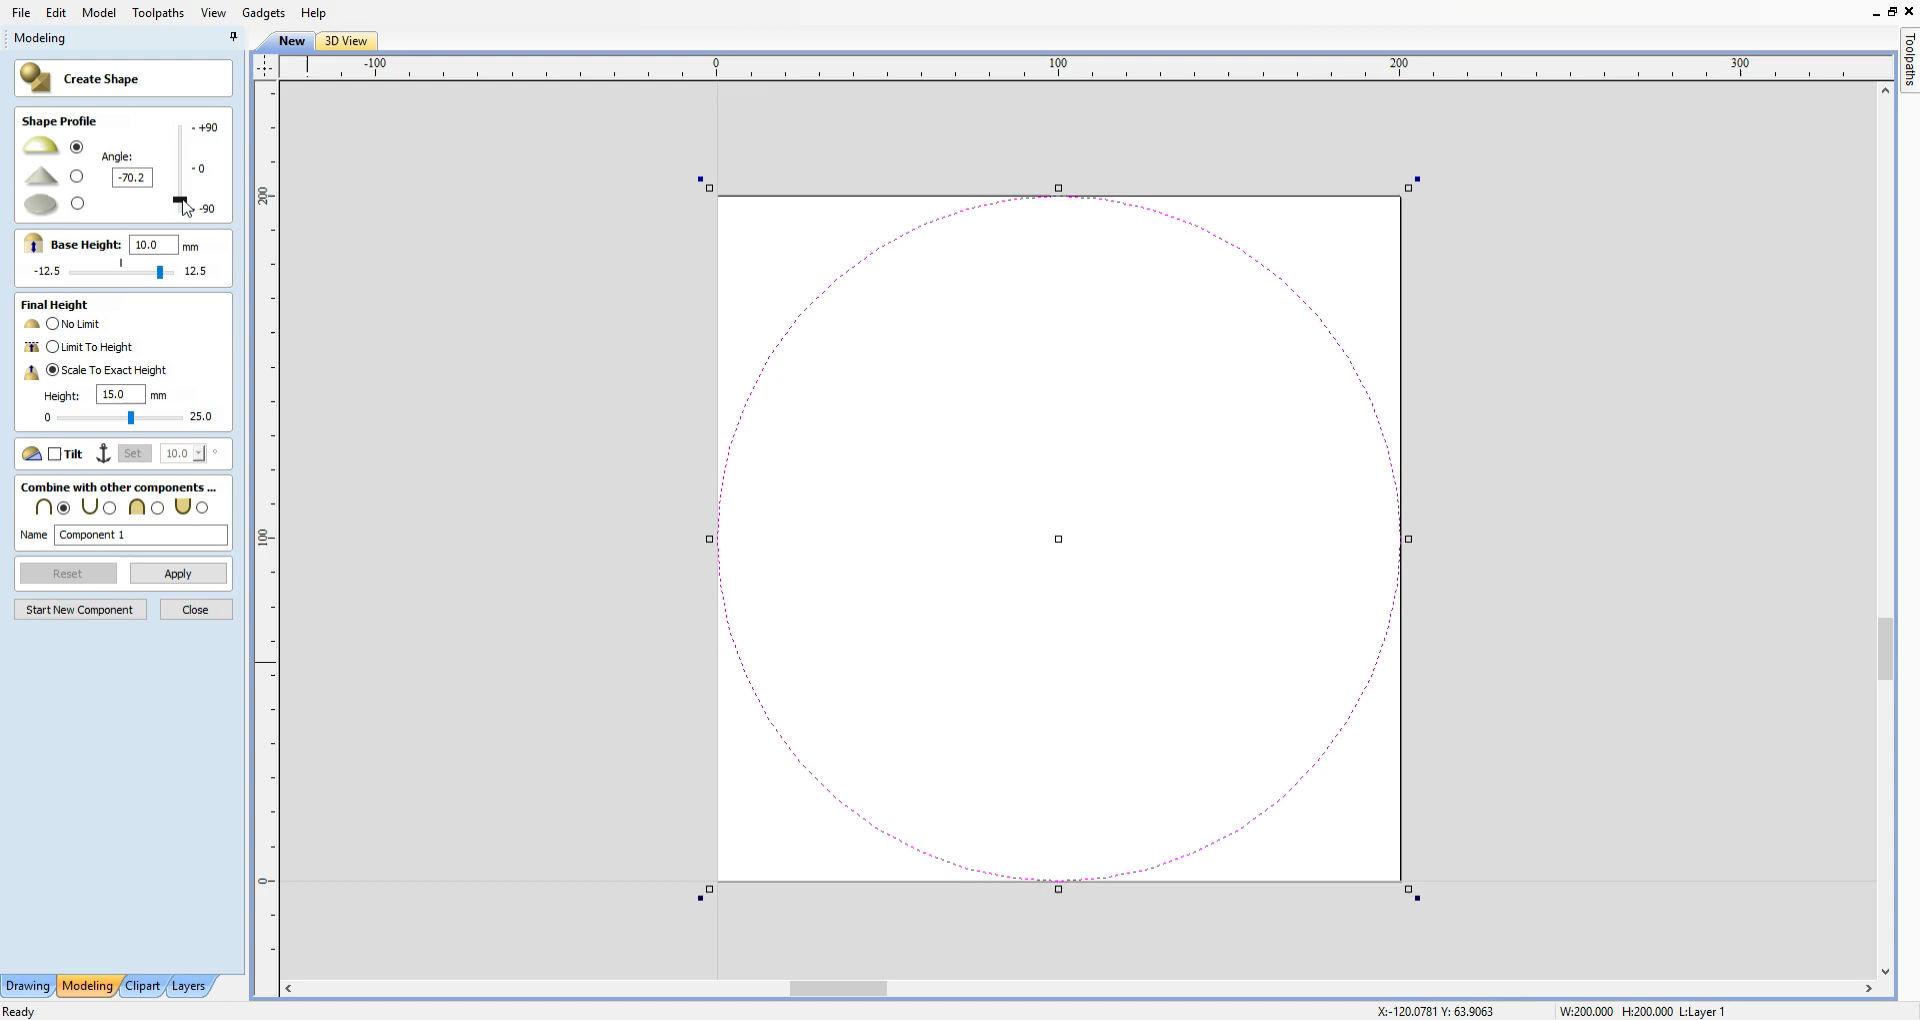 File Edit Model Toolpaths View Gadgets Help
Modeling
New 3D View
Toolpaths
-100 0 100 200 300
Create Shape
Shape Profile
- +90
Angle:
- 0
-70.2
- -90
200
Base Height: 10.0 mm
-12.5 12.5
Final Height
No Limit
Limit To Height
Scale To Exact Height
Height: 15.0 mm
0 25.0
Tilt Set 10.0 °
Combine with other components ...
Name Component 1
100
Reset Apply
Start New Component Close
0
Drawing Modeling Clipart Layers
Ready X:-120.0781 Y: 63.9063 W:200.000 H:200.000 L:Layer 1